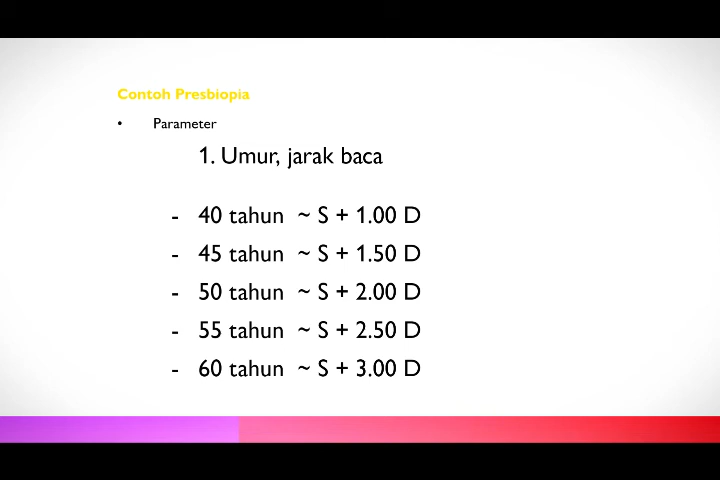 Contoh Presbiopia
• Parameter
1. Umur, jarak baca
- 40 tahun ~ S + 1.00 D
- 45 tahun ~ S + 1.50 D
- 50 tahun ~ S + 2.00 D
- 55 tahun ~ S + 2.50 D
- 60 tahun ~ S + 3.00 D